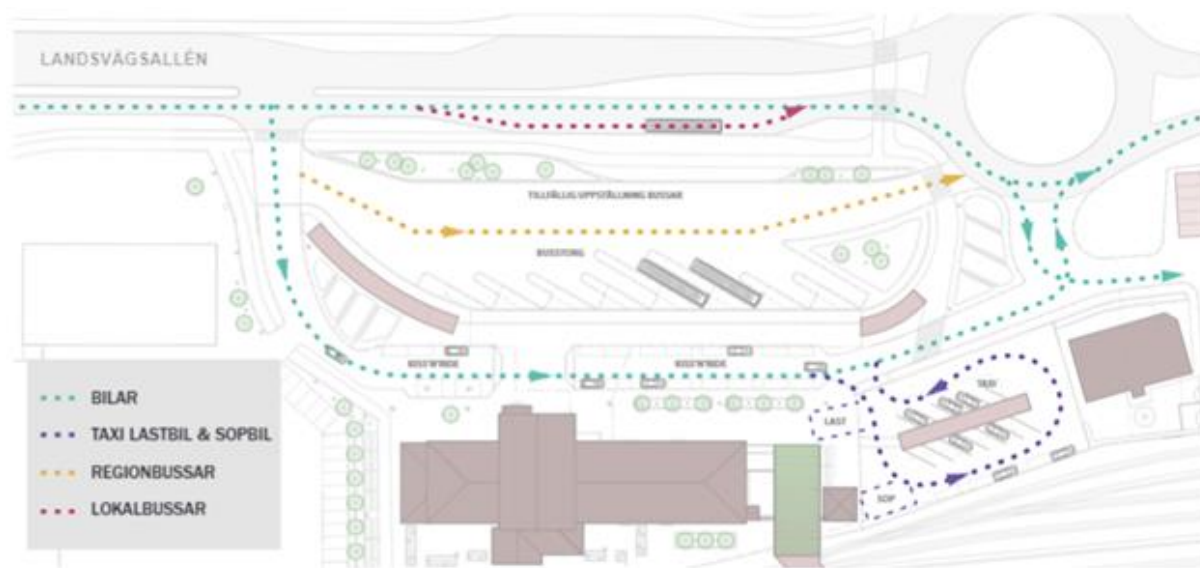 LANDSVÄGSALLÉN
TILLFÄLLIG UPPSTÄLLNING BUSSAR
BUSSTORG
KISS'N'RIDE
KISS'N'RIDE
TAXI
LAST
SOP
BILAR
TAXI LASTBIL & SOPBIL
REGIONBUSSAR
LOKALBUSSAR